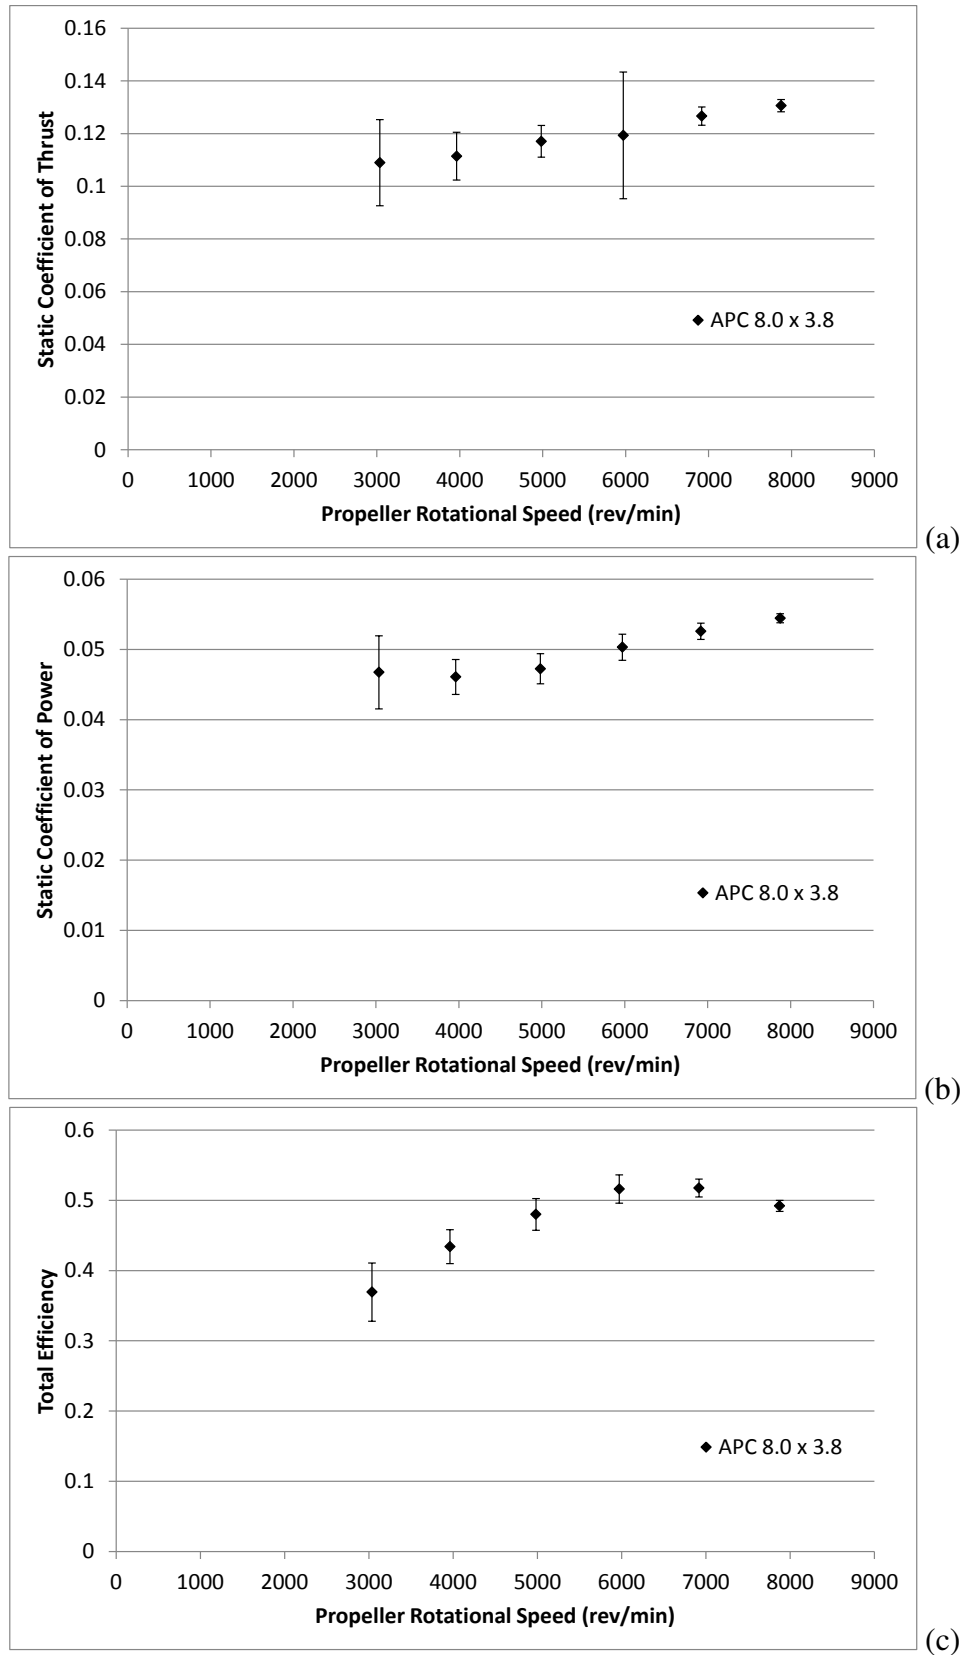 0.16
0.14
0.12
0.1
0.08
0.06
0.04
0.02
0
Static Coefficient of Thrust
APC 8.0 x 3.8
0 1000 2000 3000 4000 5000 6000 7000 8000 9000
Propeller Rotational Speed (rev/min)
(a)
0.06
0.05
0.04
0.03
0.02
0.01
0
Static Coefficient of Power
APC 8.0 x 3.8
0 1000 2000 3000 4000 5000 6000 7000 8000 9000
Propeller Rotational Speed (rev/min)
(b)
0.6
0.5
0.4
0.3
0.2
0.1
0
Total Efficiency
APC 8.0 x 3.8
0 1000 2000 3000 4000 5000 6000 7000 8000 9000
Propeller Rotational Speed (rev/min)
(c)